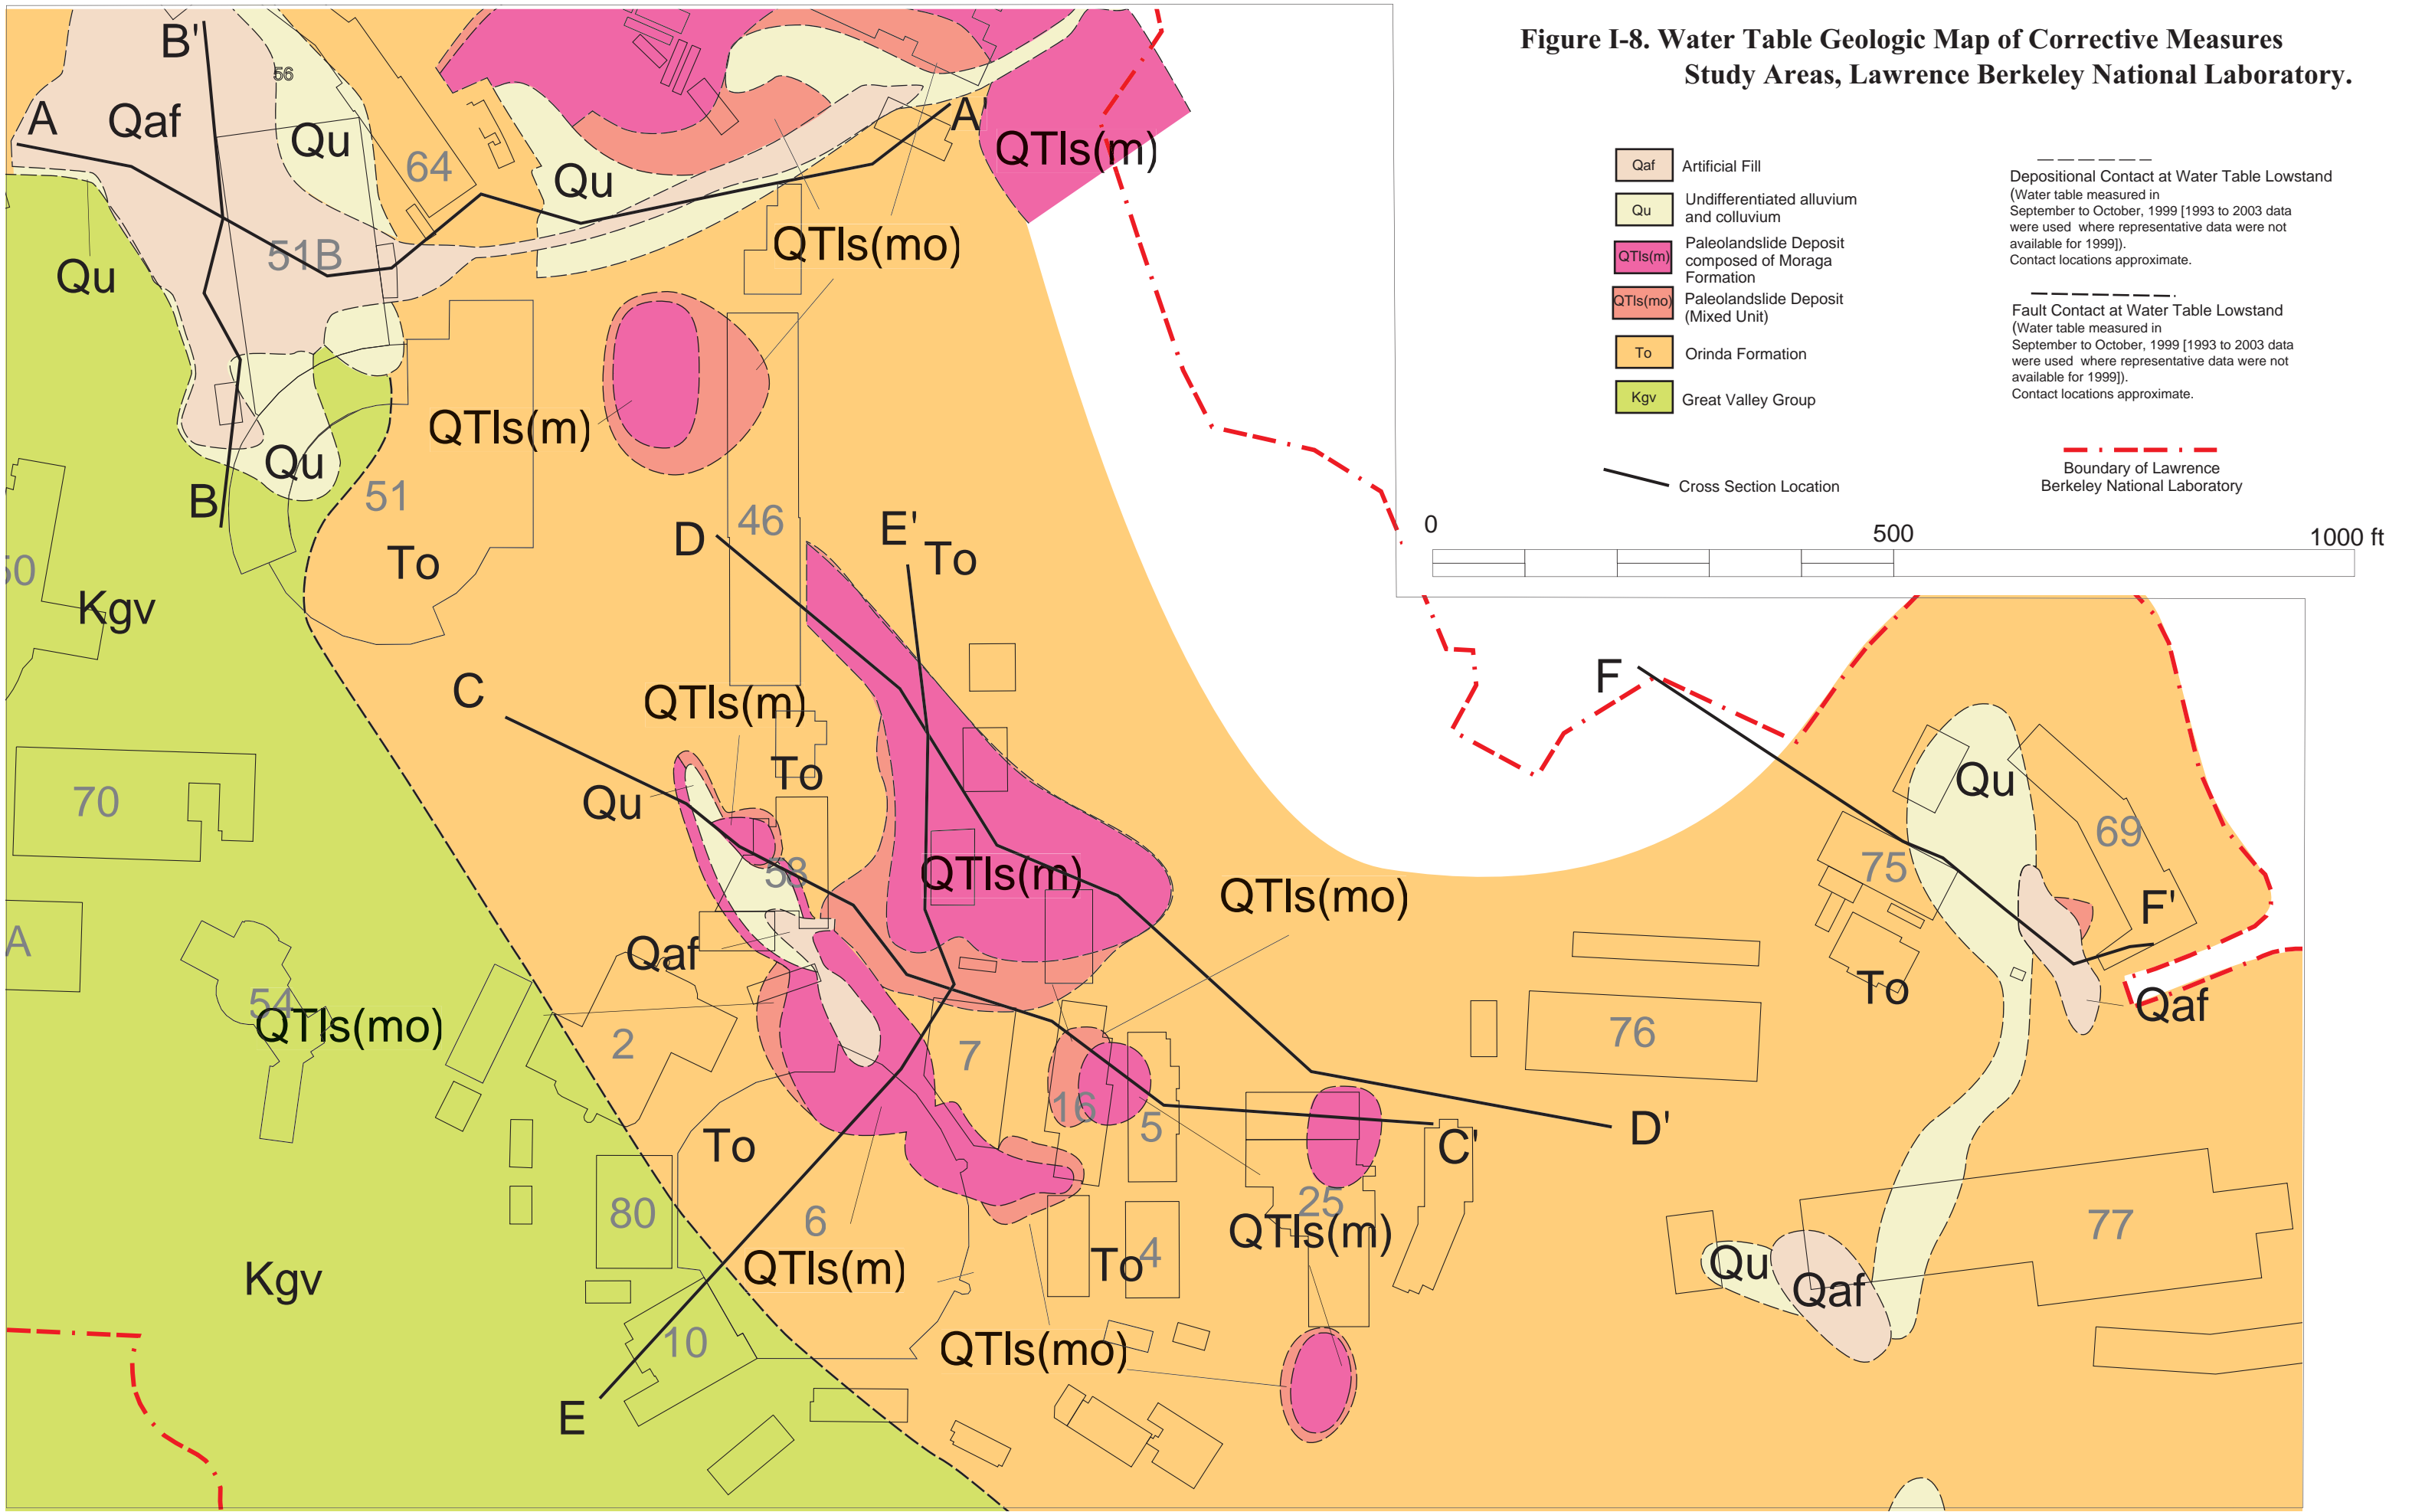 Figure I-8. Water Table Geologic Map of Corrective Measures
Study Areas, Lawrence Berkeley National Laboratory.
Qaf Artificial Fill
Qu Undifferentiated alluvium
and colluvium
QTls(m) Paleolandslide Deposit
composed of Moraga
Formation
QTls(mo) Paleolandslide Deposit
(Mixed Unit)
To Orinda Formation
Kgv Great Valley Group
Cross Section Location
Depositional Contact at Water Table Lowstand
(Water table measured in
September to October, 1999 [1993 to 2003 data
were used where representative data were not
available for 1999]).
Contact locations approximate.
Fault Contact at Water Table Lowstand
(Water table measured in
September to October, 1999 [1993 to 2003 data
were used where representative data were not
available for 1999]).
Contact locations approximate.
Boundary of Lawrence
Berkeley National Laboratory
0 500 1000 ft
B'
56
A
Qaf
Qu
64
A'
QTls(m)
Qu
51B
QTls(mo)
Qu
QTls(m)
Qu
B
51
46
D
E'
To
To
50
Kgv
C
QTls(m)
F
To
Qu
Qu
70
58
QTls(m)
QTls(mo)
75
69
F'
A
Qaf
To
Qaf
54
QTls(mo)
2
7
76
16
5
D'
C'
To
80
6
25
QTls(m)
77
QTls(m)
To
4
Qu
Qaf
Kgv
10
QTls(mo)
E